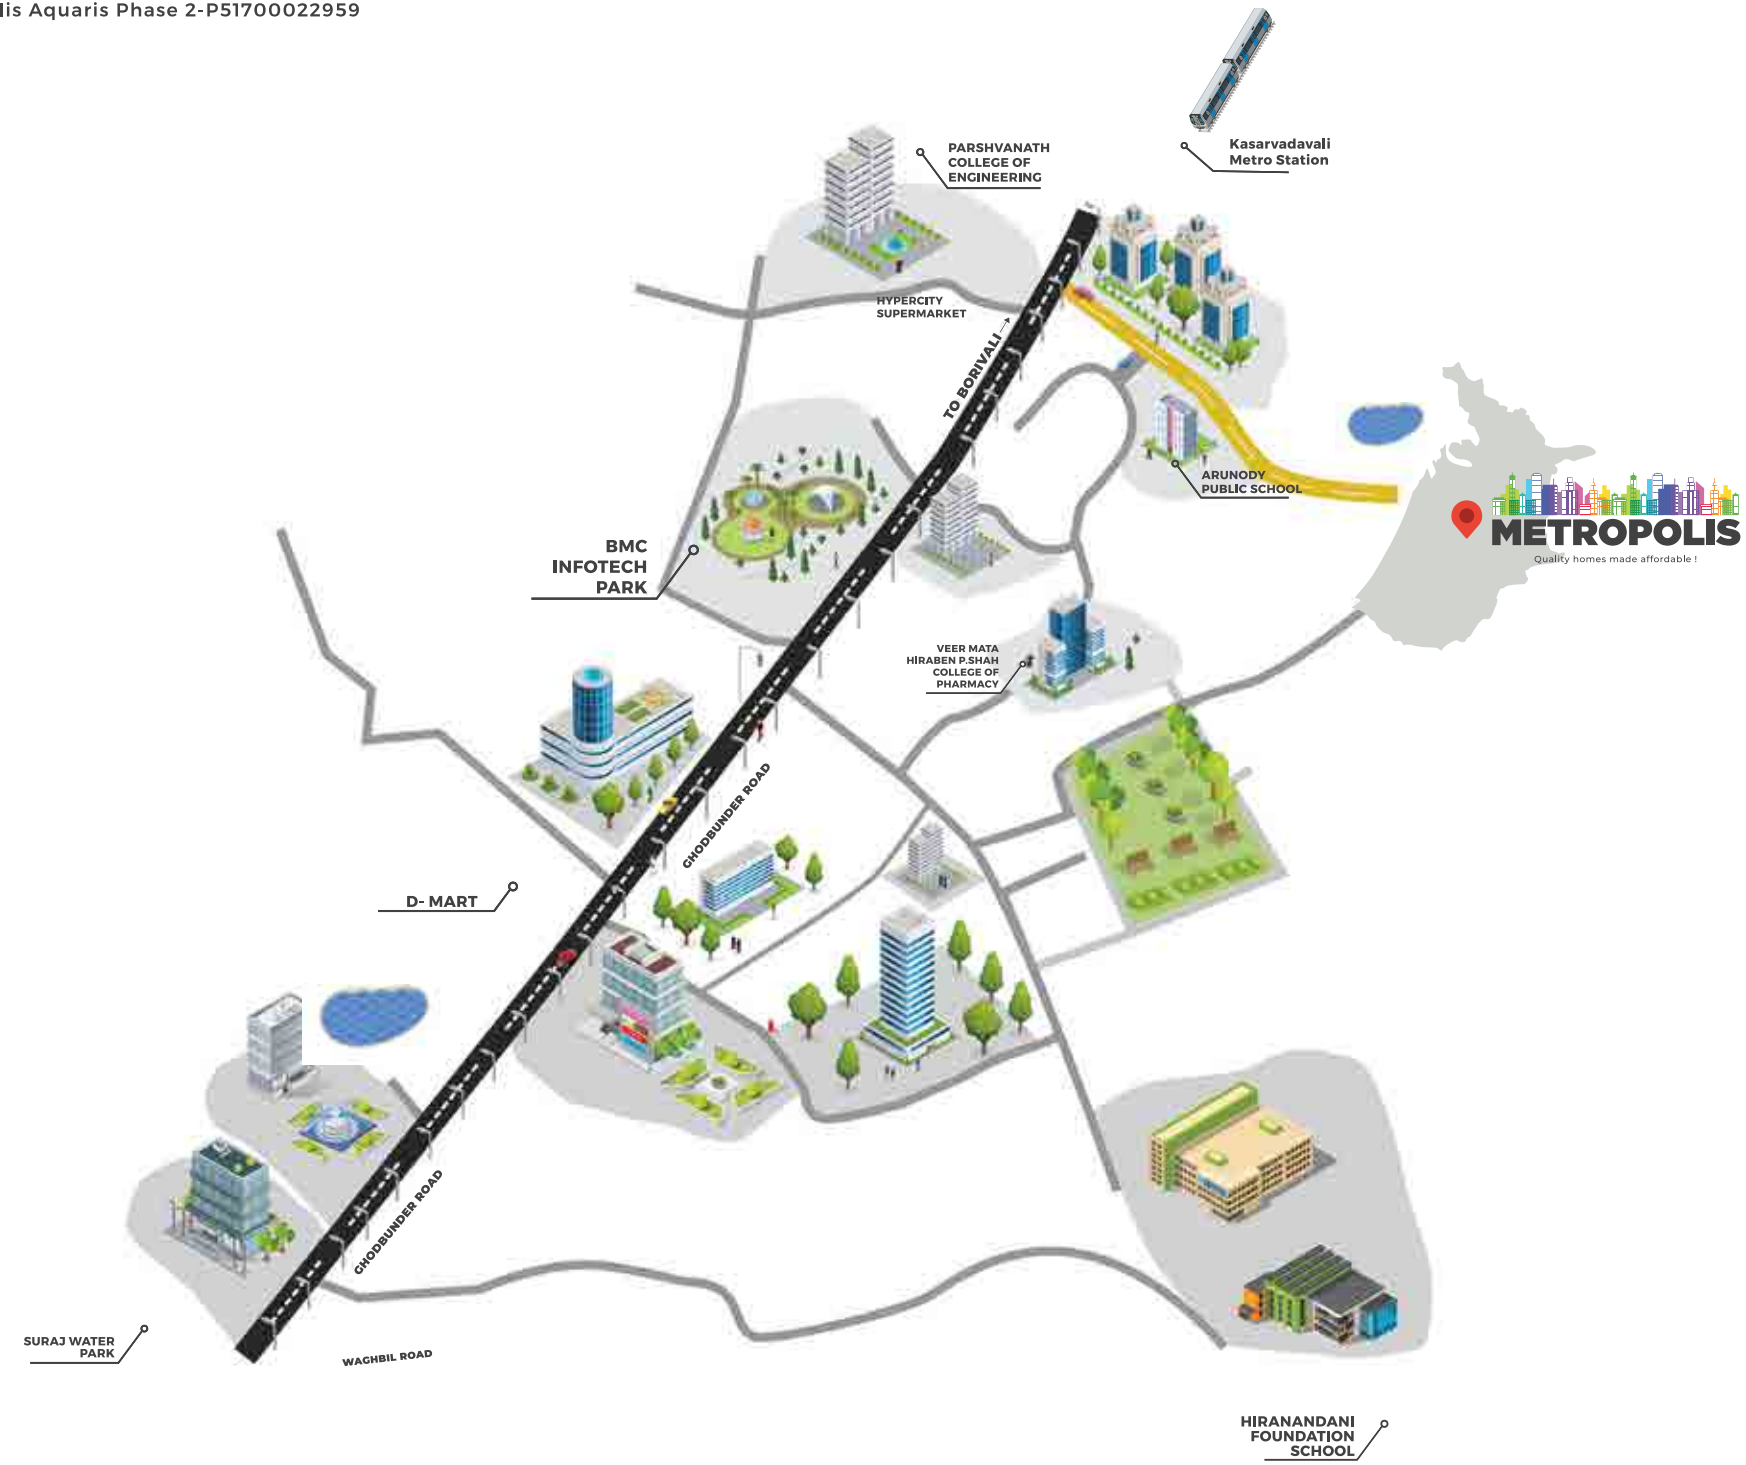 lis Aquaris Phase 2-P51700022959
Kasarvadavali
Metro Station
PARSHVANATH
COLLEGE OF
ENGINEERING
HYPERCITY
SUPERMARKET
TO BORIVALI →
ARUNODY
PUBLIC SCHOOL
METROPOLIS
Quality homes made affordable !
BMC
INFOTECH
PARK
VEER MATA
HIRABEN P.SHAH
COLLEGE OF
PHARMACY
GHODBUNDER ROAD
D- MART
GHODBUNDER ROAD
SURAJ WATER
PARK
WAGHBIL ROAD
HIRANANDANI
FOUNDATION
SCHOOL